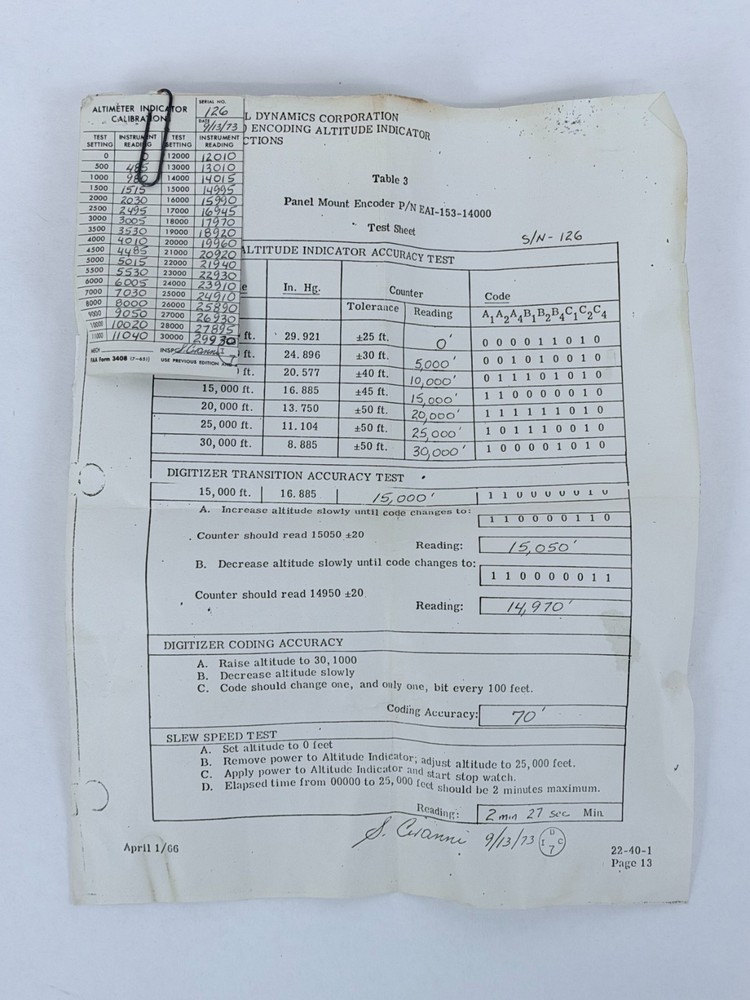 ALTIMETER INDICATOR
CALIBRATION
SERIAL NO.
126
DATE
9/13/73
TEST SETTING INSTRUMENT READING TEST SETTING INSTRUMENT READING
0 0 12000 12010
500 485 13000 13010
1000 980 14000 14015
1500 1515 15000 14995
2000 2030 16000 15990
2500 2495 17000 16945
3000 3005 18000 17970
3500 3530 19000 18920
4000 4010 20000 19960
4500 4485 21000 20920
5000 5015 22000 21940
5500 5530 23000 22930
6000 6005 24000 23910
7000 7030 25000 24910
8000 8000 26000 25890
9000 9050 27000 26930
10000 10020 28000 27895
11000 11040 30000 29930
MECH INSP S. Ceranni
FAA Form 3408 (7-651) USE PREVIOUS EDITION
L DYNAMICS CORPORATION
ENCODING ALTITUDE INDICATOR
CTIONS
Table 3
Panel Mount Encoder P/N EAI-153-14000
Test Sheet
S/N - 126
ALTITUDE INDICATOR ACCURACY TEST
e In. Hg. Counter Code
Tolerance Reading A1A2A4B1B2B4C1C2C4
ft. 29.921 ±25 ft. 0' 0 0 0 0 1 1 0 1 0
ft. 24.896 ±30 ft. 5,000' 0 0 1 0 1 0 0 1 0
ft. 20.577 ±40 ft. 10,000' 0 1 1 1 0 1 0 1 0
15,000 ft. 16.885 ±45 ft. 15,000' 1 1 0 0 0 0 0 1 0
20,000 ft. 13.750 ±50 ft. 20,000' 1 1 1 1 1 1 0 1 0
25,000 ft. 11.104 ±50 ft. 25,000' 1 0 1 1 1 0 0 1 0
30,000 ft. 8.885 ±50 ft. 30,000' 1 0 0 0 0 1 0 1 0
DIGITIZER TRANSITION ACCURACY TEST
15,000 ft. 16.885 15,000' 1 1 0 0 0 0 0 1 0
A. Increase altitude slowly until code changes to:
1 1 0 0 0 0 1 1 0
Counter should read 15050 ±20
Reading: 15,050'
B. Decrease altitude slowly until code changes to:
1 1 0 0 0 0 0 1 1
Counter should read 14950 ±20
Reading: 14,970'
DIGITIZER CODING ACCURACY
A. Raise altitude to 30,1000
B. Decrease altitude slowly
C. Code should change one, and only one, bit every 100 feet.
Coding Accuracy: 70'
SLEW SPEED TEST
A. Set altitude to 0 feet
B. Remove power to Altitude Indicator; adjust altitude to 25,000 feet.
C. Apply power to Altitude Indicator and start stop watch.
D. Elapsed time from 00000 to 25,000 feet should be 2 minutes maximum.
Reading: 2 min 27 sec Min
S. Ceranni 9/13/73 D I C 7
April 1/66
22-40-1
Page 13